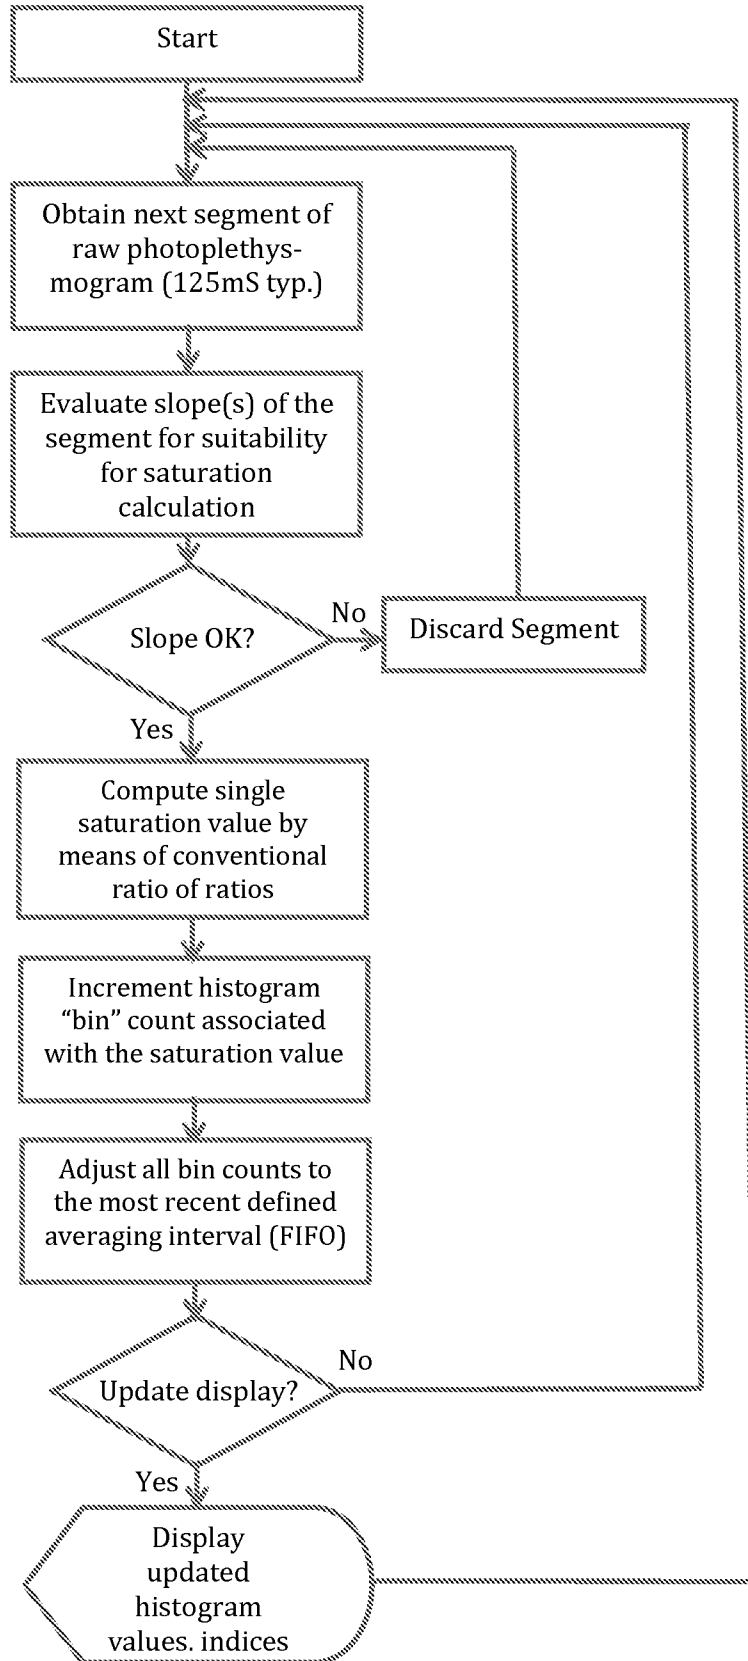 Start
Obtain next segment of
raw photoplethys-
mogram (125mS typ.)
Evaluate slope(s) of the
segment for suitability
for saturation
calculation
Slope OK?
No
Discard Segment
Yes
Compute single
saturation value by
means of conventional
ratio of ratios
Increment histogram
“bin” count associated
with the saturation value
Adjust all bin counts to
the most recent defined
averaging interval (FIFO)
Update display?
No
Yes
Display
updated
histogram
values. indices